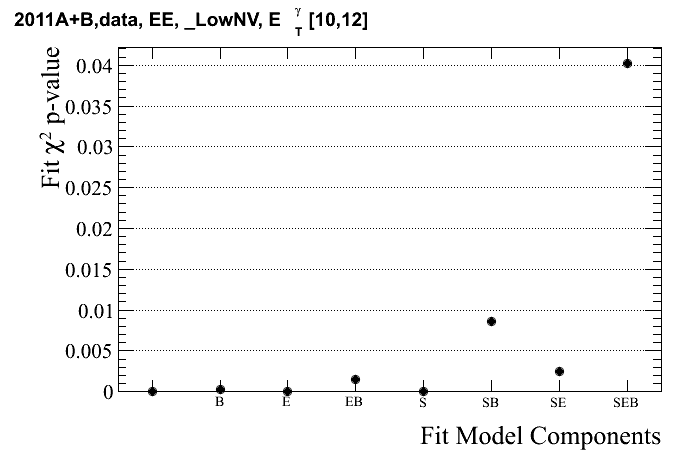 2011A+B,data, EE, _LowNV, E γ T [10,12]
Fit χ² p-value
0.04
0.035
0.03
0.025
0.02
0.015
0.01
0.005
0
B E EB S SB SE SEB
Fit Model Components